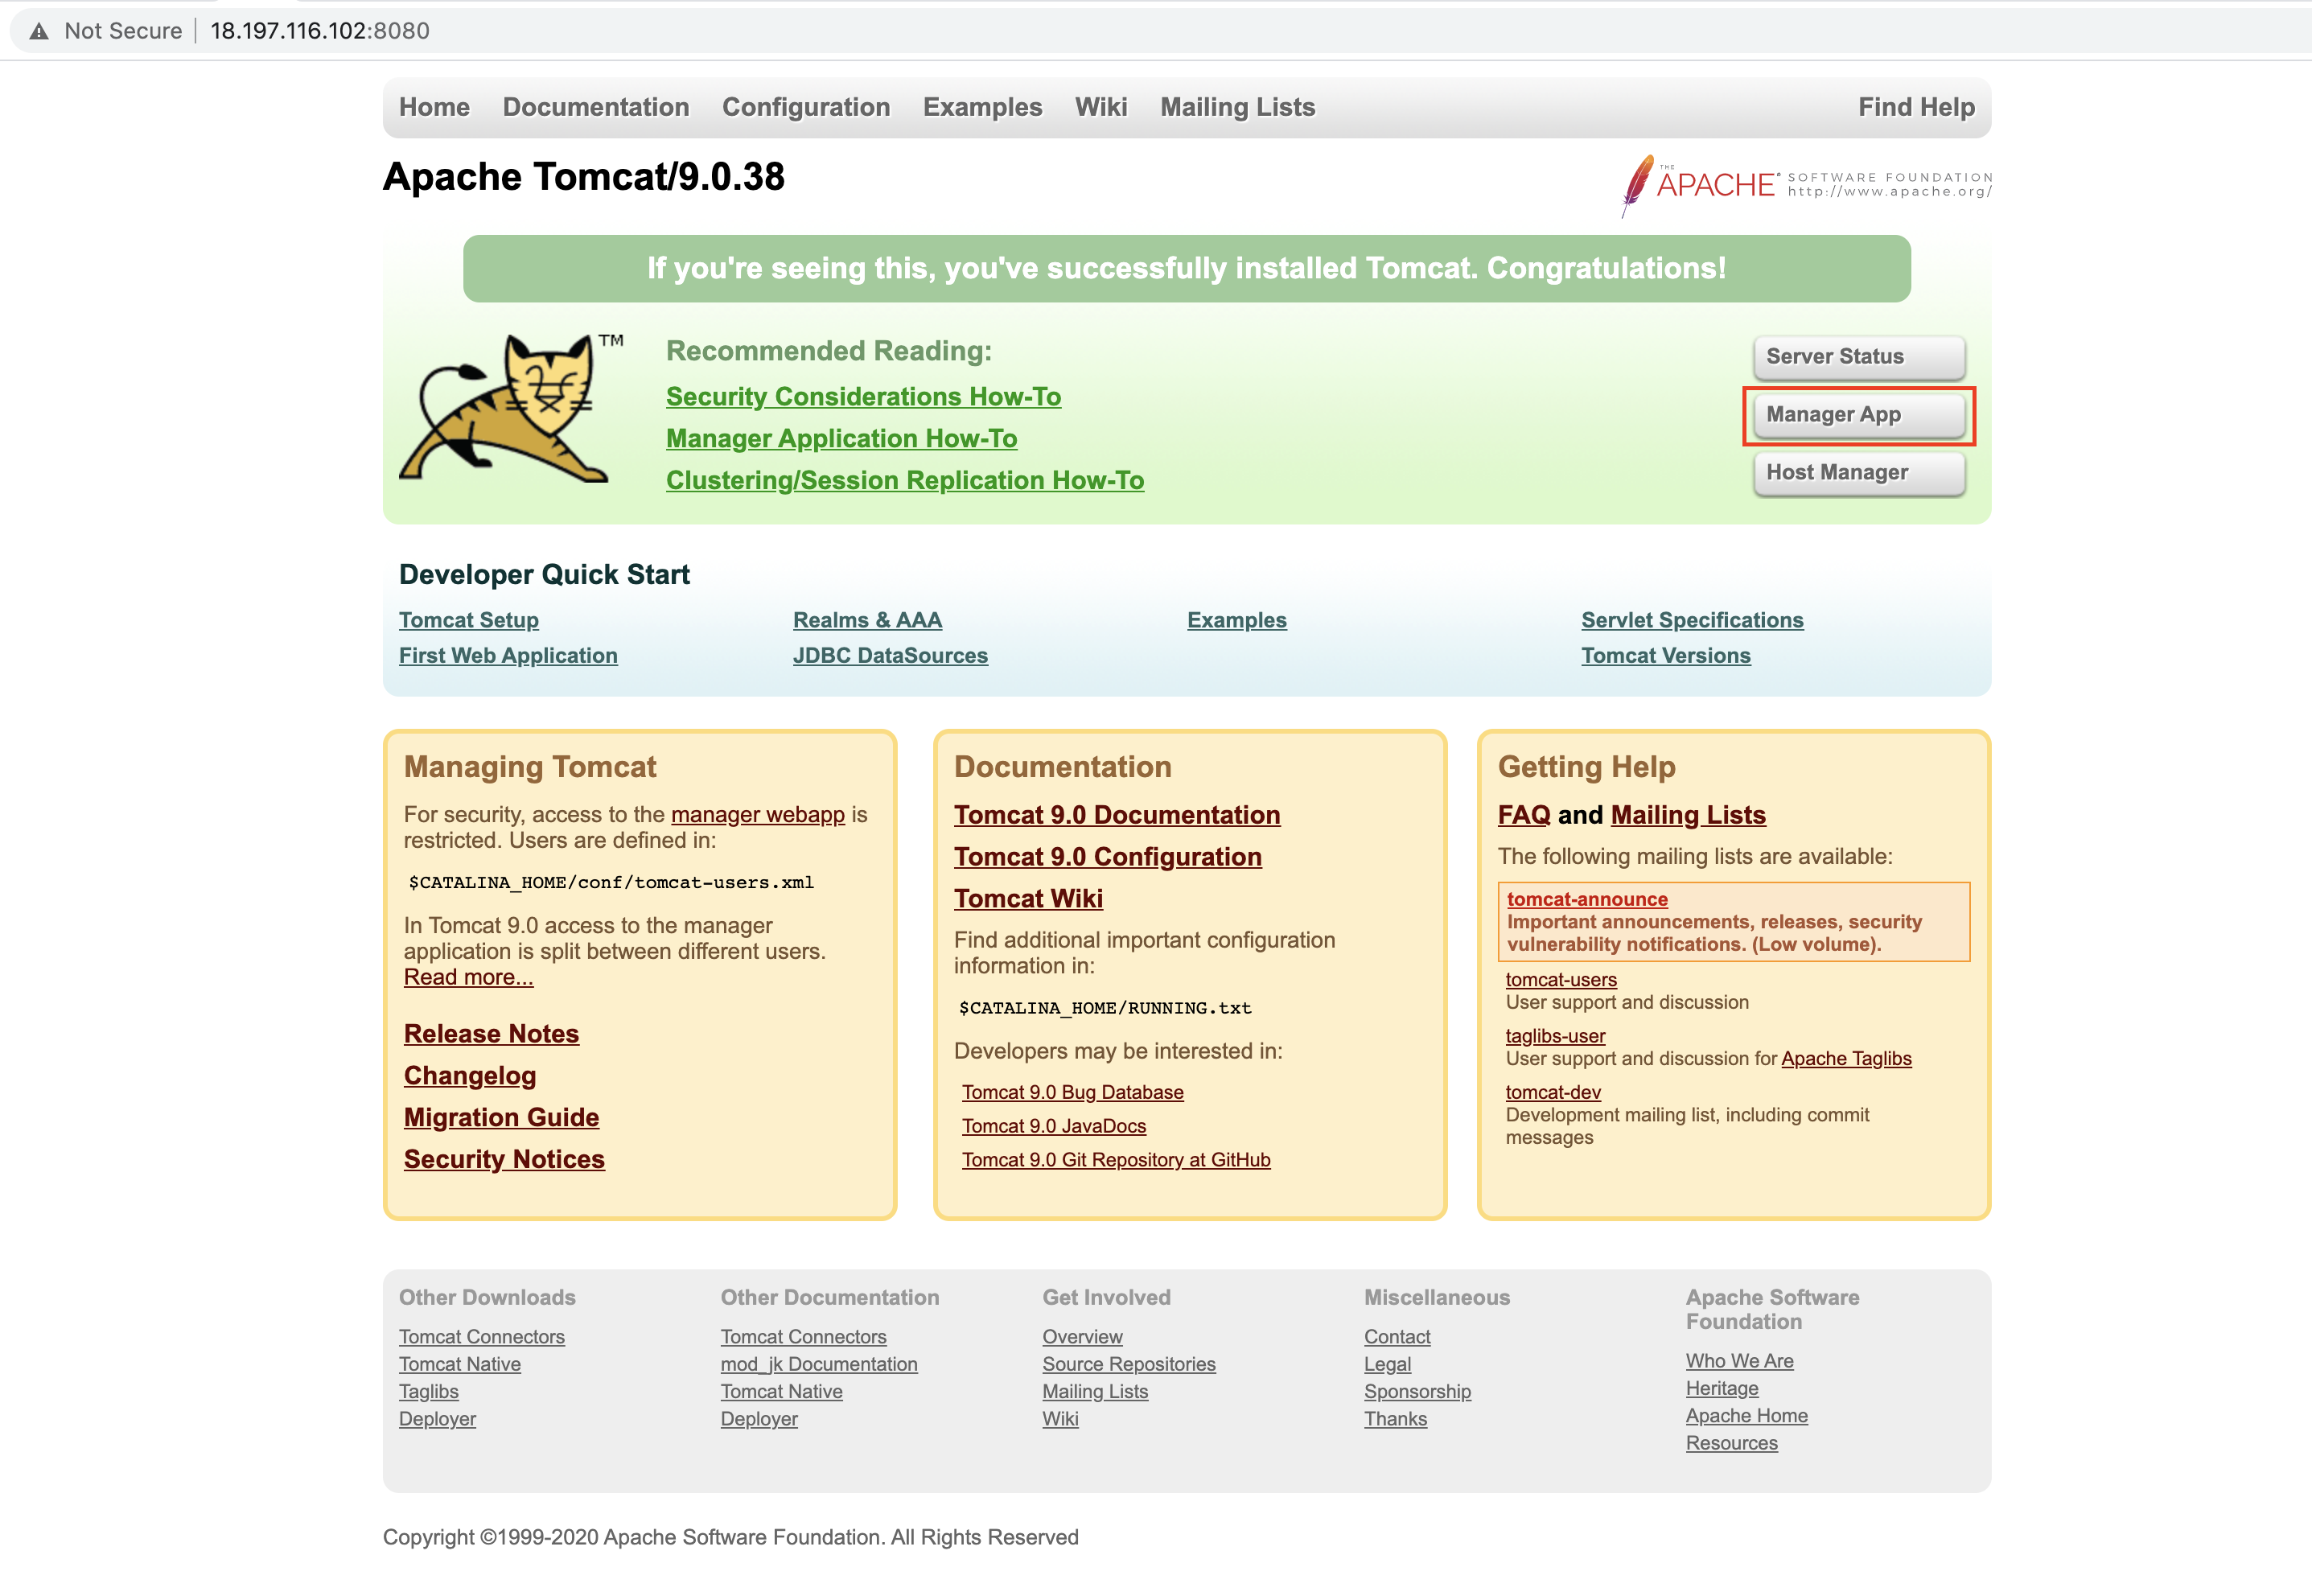 Not Secure 18.197.116.102:8080
Home Documentation Configuration Examples Wiki Mailing Lists Find Help
Apache Tomcat/9.0.38
THE
APACHE® SOFTWARE FOUNDATION
http://www.apache.org/
If you're seeing this, you've successfully installed Tomcat. Congratulations!
TM
Recommended Reading:
Security Considerations How-To
Manager Application How-To
Clustering/Session Replication How-To
Server Status
Manager App
Host Manager
Developer Quick Start
Tomcat Setup
First Web Application
Realms & AAA
JDBC DataSources
Examples
Servlet Specifications
Tomcat Versions
Managing Tomcat
For security, access to the manager webapp is
restricted. Users are defined in:
$CATALINA_HOME/conf/tomcat-users.xml
In Tomcat 9.0 access to the manager
application is split between different users.
Read more...
Release Notes
Changelog
Migration Guide
Security Notices
Documentation
Tomcat 9.0 Documentation
Tomcat 9.0 Configuration
Tomcat Wiki
Find additional important configuration
information in:
$CATALINA_HOME/RUNNING.txt
Developers may be interested in:
Tomcat 9.0 Bug Database
Tomcat 9.0 JavaDocs
Tomcat 9.0 Git Repository at GitHub
Getting Help
FAQ and Mailing Lists
The following mailing lists are available:
tomcat-announce
Important announcements, releases, security
vulnerability notifications. (Low volume).
tomcat-users
User support and discussion
taglibs-user
User support and discussion for Apache Taglibs
tomcat-dev
Development mailing list, including commit
messages
Other Downloads
Tomcat Connectors
Tomcat Native
Taglibs
Deployer
Other Documentation
Tomcat Connectors
mod_jk Documentation
Tomcat Native
Deployer
Get Involved
Overview
Source Repositories
Mailing Lists
Wiki
Miscellaneous
Contact
Legal
Sponsorship
Thanks
Apache Software
Foundation
Who We Are
Heritage
Apache Home
Resources
Copyright ©1999-2020 Apache Software Foundation. All Rights Reserved